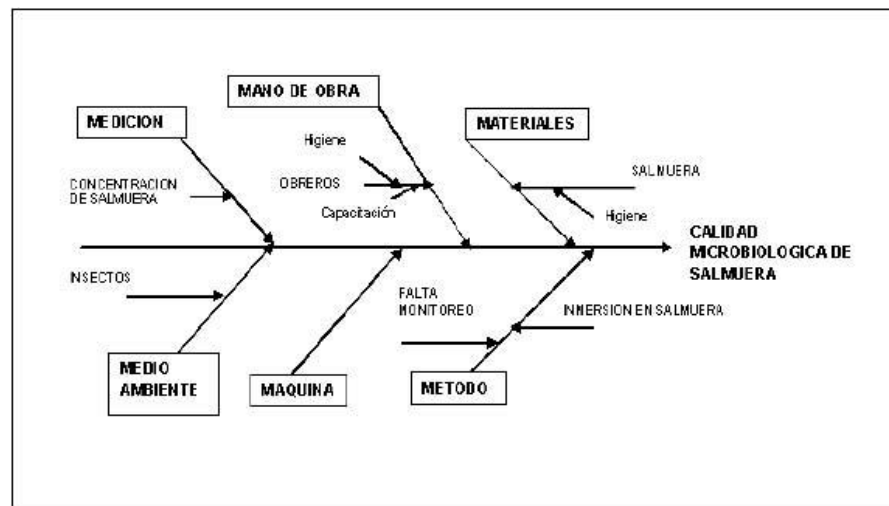 MANO DE OBRA
MEDICION
MATERIALES
Higiene
CONCENTRACION
DE SALMUERA
OBREROS
SALMUERA
Capacitación
Higiene
CALIDAD
MICROBIOLOGICA DE
SALMUERA
INSECTOS
FALTA
MONITOREO
INMERSION EN SALMUERA
MEDIO
AMBIENTE
MAQUINA
METODO